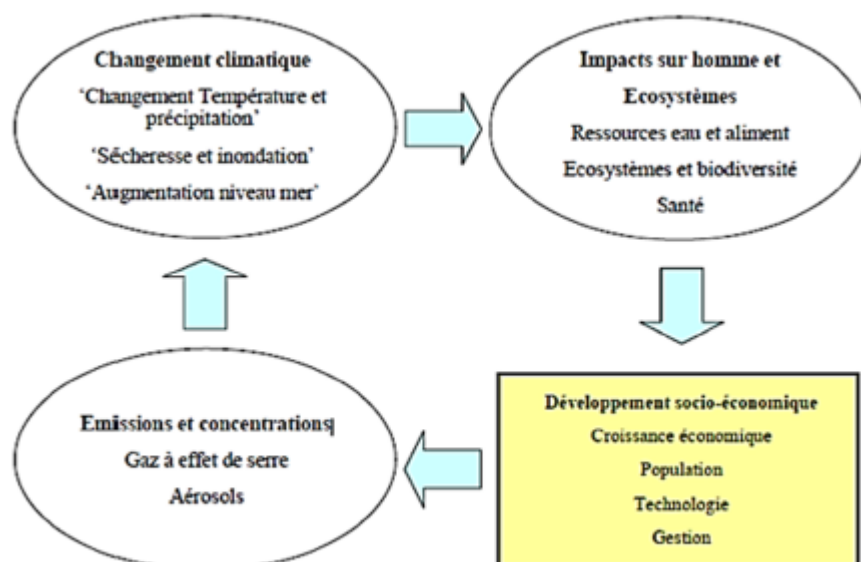 Changement climatique
‘Changement Température et
précipitation’
‘Sécheresse et inondation’
‘Augmentation niveau mer’
Impacts sur homme et
Ecosystèmes
Ressources eau et aliment
Ecosystèmes et biodiversité
Santé
Emissions et concentrations
Gaz à effet de serre
Aérosols
Développement socio-économique
Croissance économique
Population
Technologie
Gestion